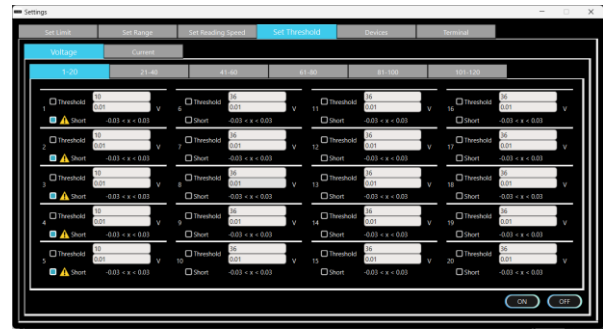 Settings
Set Limit Set Range Set Reading Speed Set Threshold Devices Terminal
Voltage Current
1-20 21-40 41-60 61-80 81-100 101-120
1 Threshold 10 0.01 V
Short -0.03 < x < 0.03
2 Threshold 10 0.01 V
Short -0.03 < x < 0.03
3 Threshold 10 0.01 V
Short -0.03 < x < 0.03
4 Threshold 10 0.01 V
Short -0.03 < x < 0.03
5 Threshold 10 0.01 V
Short -0.03 < x < 0.03
6 Threshold 36 0.01 V
Short -0.03 < x < 0.03
7 Threshold 36 0.01 V
Short -0.03 < x < 0.03
8 Threshold 36 0.01 V
Short -0.03 < x < 0.03
9 Threshold 36 0.01 V
Short -0.03 < x < 0.03
10 Threshold 36 0.01 V
Short -0.03 < x < 0.03
11 Threshold 36 0.01 V
Short -0.03 < x < 0.03
12 Threshold 36 0.01 V
Short -0.03 < x < 0.03
13 Threshold 36 0.01 V
Short -0.03 < x < 0.03
14 Threshold 36 0.01 V
Short -0.03 < x < 0.03
15 Threshold 36 0.01 V
Short -0.03 < x < 0.03
16 Threshold 36 0.01 V
Short -0.03 < x < 0.03
17 Threshold 36 0.01 V
Short -0.03 < x < 0.03
18 Threshold 36 0.01 V
Short -0.03 < x < 0.03
19 Threshold 36 0.01 V
Short -0.03 < x < 0.03
20 Threshold 36 0.01 V
Short -0.03 < x < 0.03
ON OFF